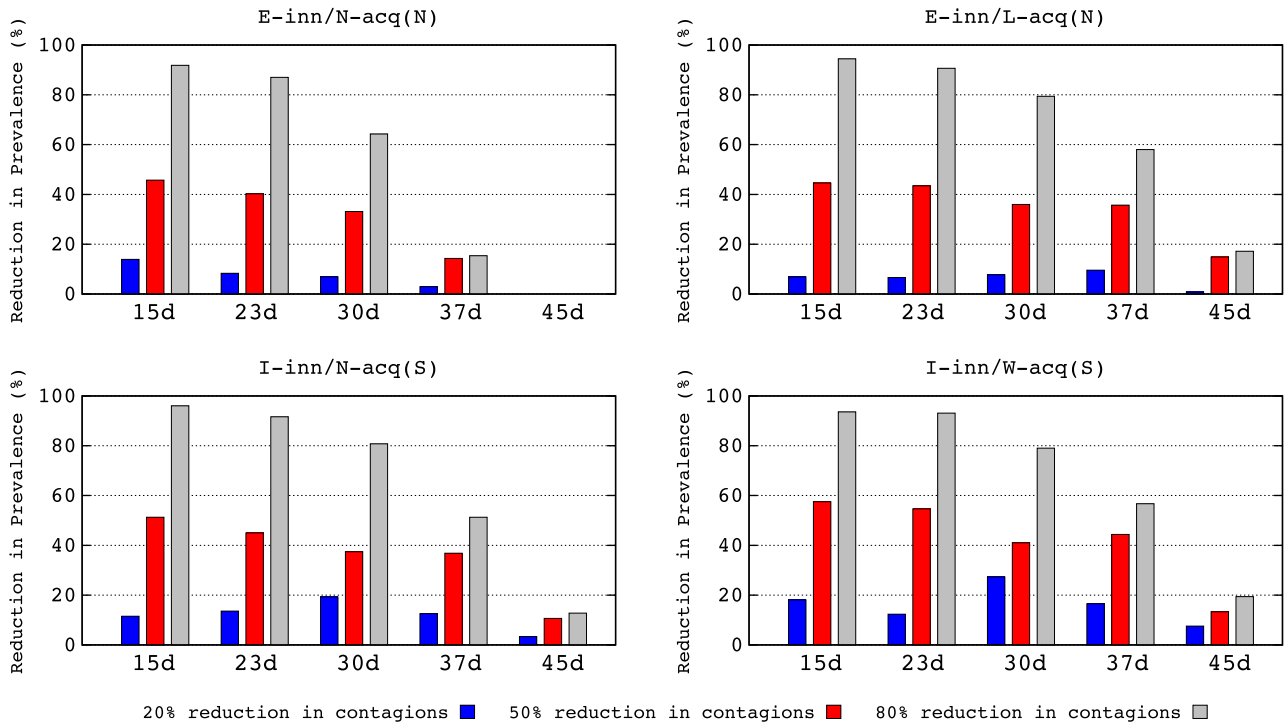 E-inn/N-acq(N)
Reduction in Prevalence (%)
100
80
60
40
20
0
15d 23d 30d 37d 45d
E-inn/L-acq(N)
Reduction in Prevalence (%)
100
80
60
40
20
0
15d 23d 30d 37d 45d
I-inn/N-acq(S)
Reduction in Prevalence (%)
100
80
60
40
20
0
15d 23d 30d 37d 45d
I-inn/W-acq(S)
Reduction in Prevalence (%)
100
80
60
40
20
0
15d 23d 30d 37d 45d
20% reduction in contagions 50% reduction in contagions 80% reduction in contagions